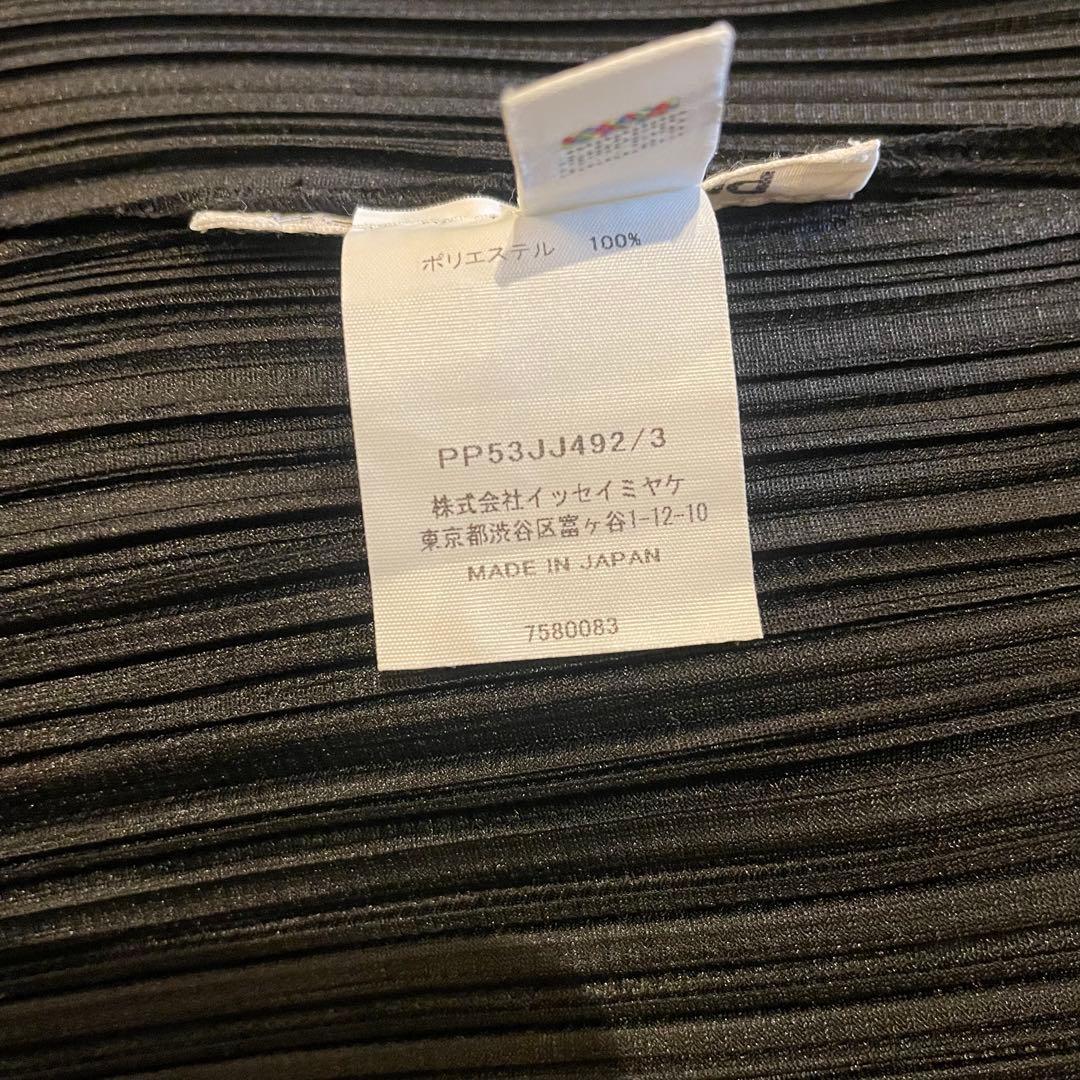 ポリエステル 100%
PP53JJ492/3
株式会社イッセイミヤケ
東京都渋谷区富ヶ谷1-12-10
MADE IN JAPAN
7580083